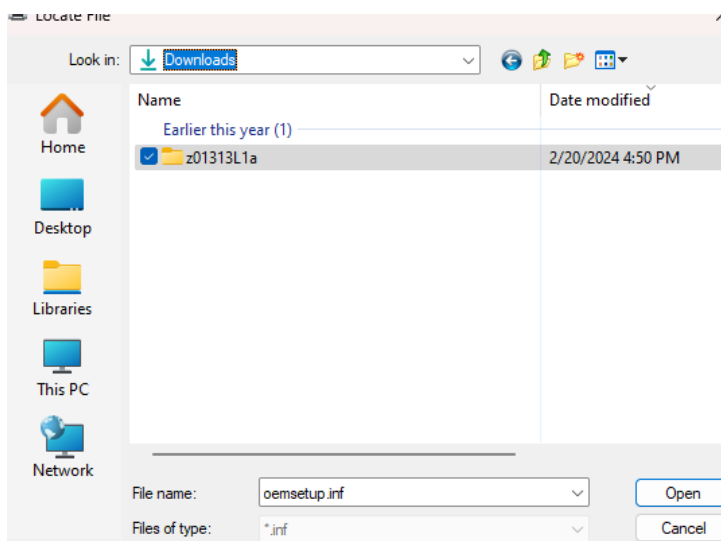 Locate File
Look in:
Downloads
Name
Date modified
Earlier this year (1)
z01313L1a
2/20/2024 4:50 PM
Home
Desktop
Libraries
This PC
Network
File name:
oemsetup.inf
Open
Files of type:
*.inf
Cancel